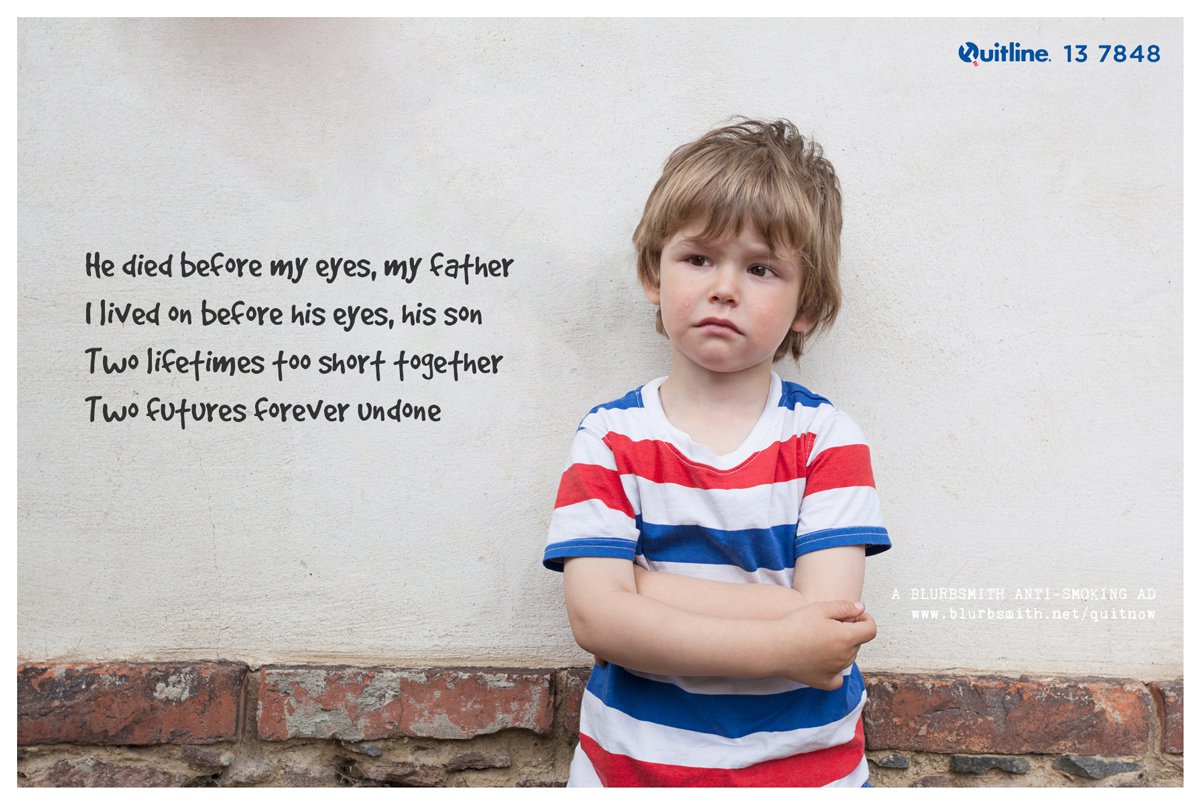 Quitline. 13 7848
He died before my eyes, my father
I lived on before his eyes, his son
Two lifetimes too short together
Two futures forever undone
A BLURBSMITH ANTI-SMOKING AD
www.blurbsmith.net/quitnow